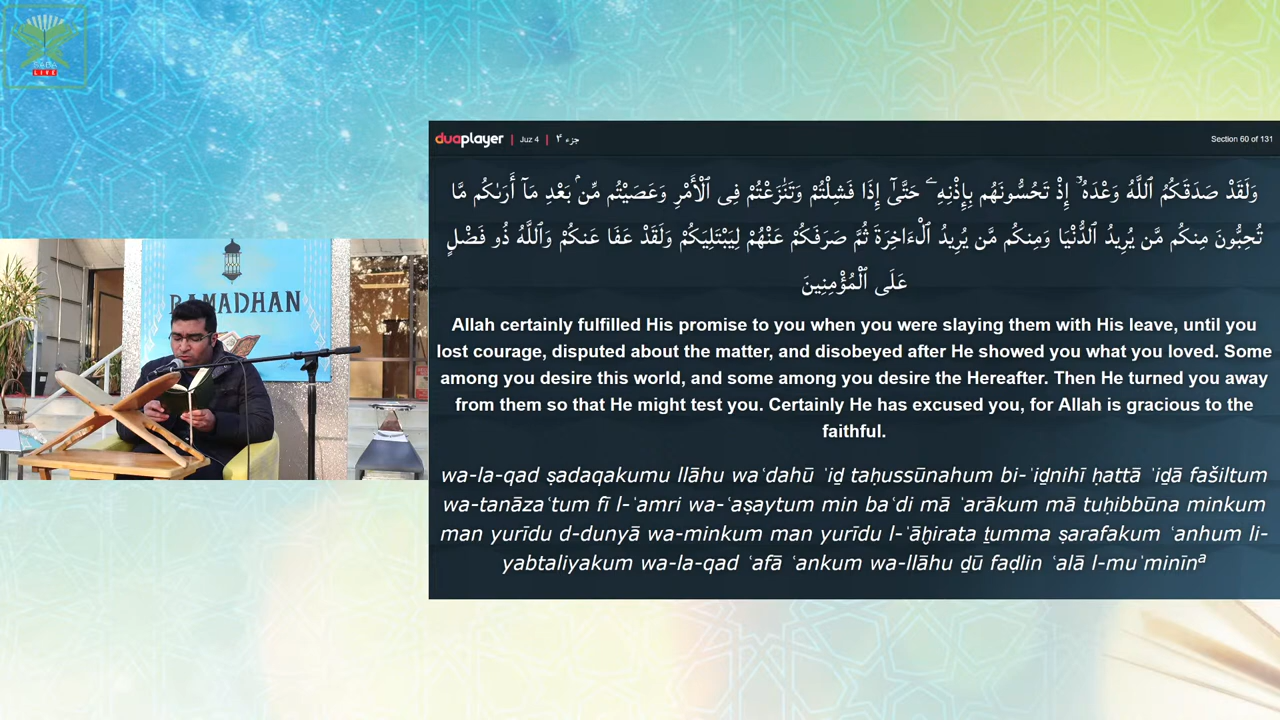 LIVE
RAMADHAN
duaplayer | Juz 4 | جزء ۴
Section 60 of 131
وَلَقَدْ صَدَقَكُمُ ٱللَّهُ وَعْدَهُۥٓ إِذْ تَحُسُّونَهُم بِإِذْنِهِۦ ۖ حَتَّىٰٓ إِذَا فَشِلْتُمْ وَتَنَٰزَعْتُمْ فِى ٱلْأَمْرِ وَعَصَيْتُم مِّنۢ بَعْدِ مَآ أَرَىٰكُم مَّا
تُحِبُّونَ مِنكُم مَّن يُرِيدُ ٱلدُّنْيَا وَمِنكُم مَّن يُرِيدُ ٱلْءَاخِرَةَ ثُمَّ صَرَفَكُمْ عَنْهُمْ لِيَبْتَلِيَكُمْ وَلَقَدْ عَفَا عَنكُمْ وَٱللَّهُ ذُو فَضْلٍ
عَلَى ٱلْمُؤْمِنِينَ
Allah certainly fulfilled His promise to you when you were slaying them with His leave, until you
lost courage, disputed about the matter, and disobeyed after He showed you what you loved. Some
among you desire this world, and some among you desire the Hereafter. Then He turned you away
from them so that He might test you. Certainly He has excused you, for Allah is gracious to the
faithful.
wa-la-qad ṣadaqakumu llāhu waʿdahū ʾiḏ taḥussūnahum bi-ʾiḏnihī ḥattā ʾiḏā fašiltum
wa-tanāzaʿtum fī l-ʾamri wa-ʿaṣaytum min baʿdi mā ʾarākum mā tuḥibbūna minkum
man yurīdu d-dunyā wa-minkum man yurīdu l-ʾāḫirata ṯumma ṣarafakum ʿanhum li-
yabtaliyakum wa-la-qad ʿafā ʿankum wa-llāhu ḏū faḍlin ʿalā l-muʾminīnᵃ